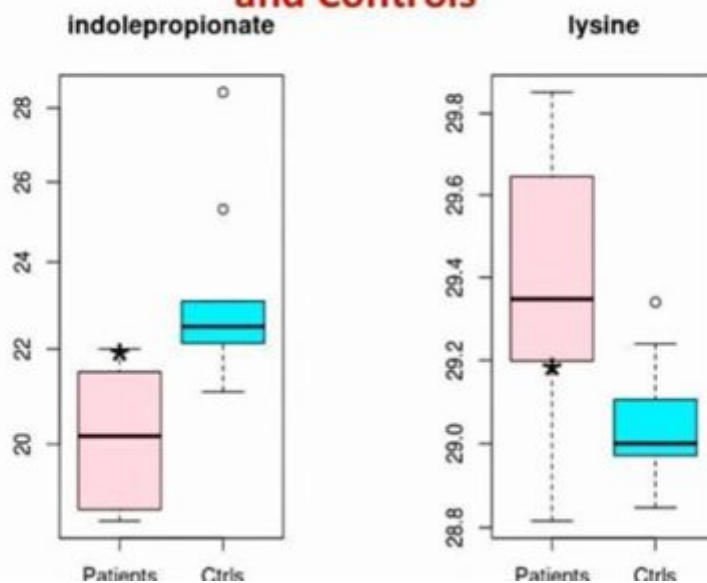 and Controls
indolepropionate
28
26
24
22
20
Patients
Ctrls
lysine
29.8
29.6
29.4
29.2
29.0
28.8
Patients
Ctrls